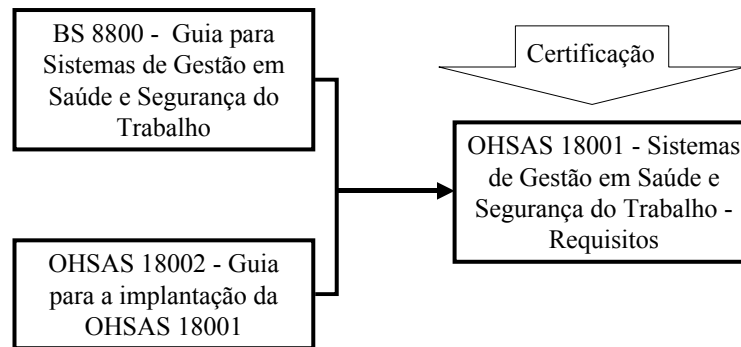 BS 8800 - Guia para
Sistemas de Gestão em
Saúde e Segurança do
Trabalho
Certificação
OHSAS 18001 - Sistemas
de Gestão em Saúde e
Segurança do Trabalho -
Requisitos
OHSAS 18002 - Guia
para a implantação da
OHSAS 18001